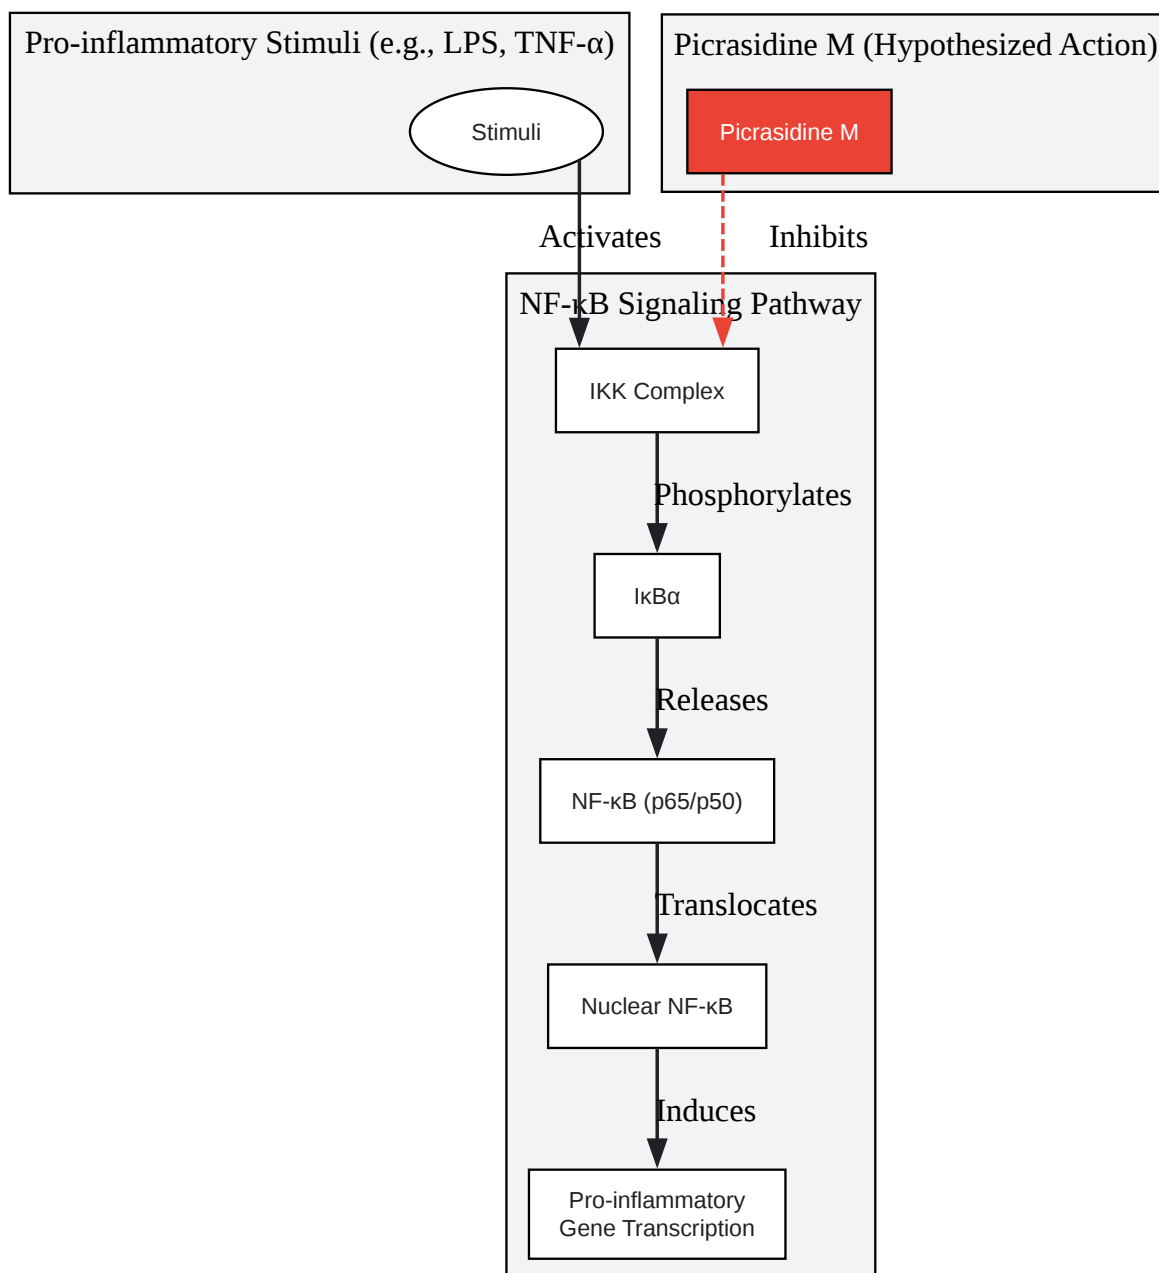 Pro-inflammatory Stimuli (e.g., LPS, TNF-α)
Picrasidine M (Hypothesized Action)
Stimuli
Picrasidine M
Activates
Inhibits
NF-κB Signaling Pathway
IKK Complex
Phosphorylates
IκBα
Releases
NF-κB (p65/p50)
Translocates
Nuclear NF-κB
Induces
Pro-inflammatory
Gene Transcription